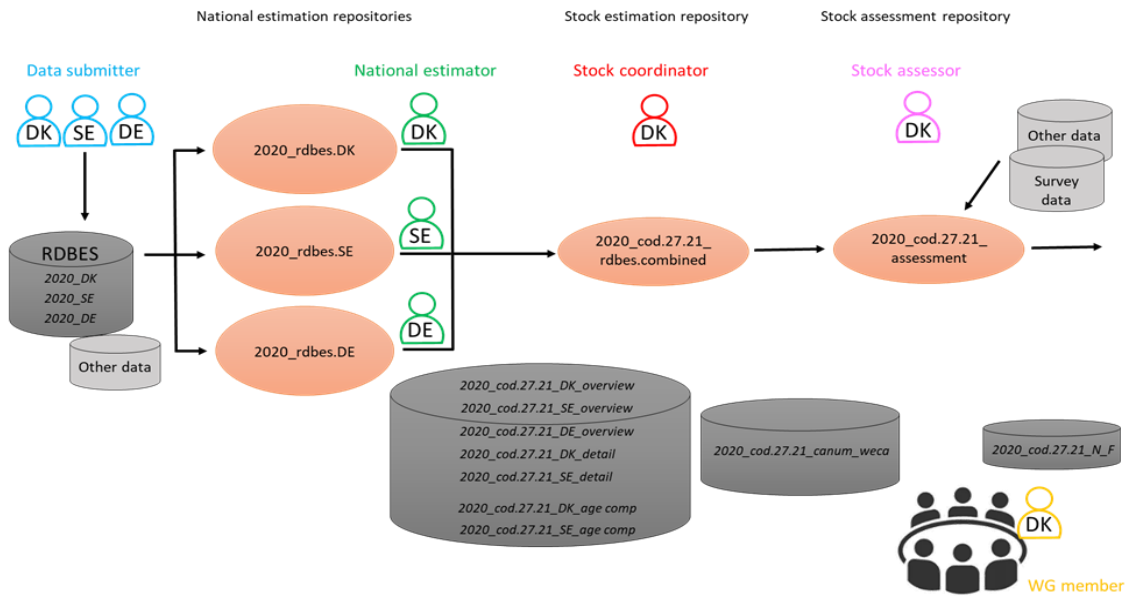 National estimation repositories
Stock estimation repository
Stock assessment repository
Data submitter
National estimator
Stock coordinator
Stock assessor
DK
SE
DE
DK
DK
DK
2020_rdbes.DK
Other data
Survey
data
SE
RDBES
2020_DK
2020_SE
2020_DE
2020_rdbes.SE
2020_cod.27.21_
rdbes.combined
2020_cod.27.21_
assessment
DE
2020_rdbes.DE
Other data
2020_cod.27.21_DK_overview
2020_cod.27.21_SE_overview
2020_cod.27.21_DE_overview
2020_cod.27.21_DK_detail
2020_cod.27.21_SE_detail
2020_cod.27.21_DK_age comp
2020_cod.27.21_SE_age comp
2020_cod.27.21_canum_weca
2020_cod.27.21_N_F
DK
WG member